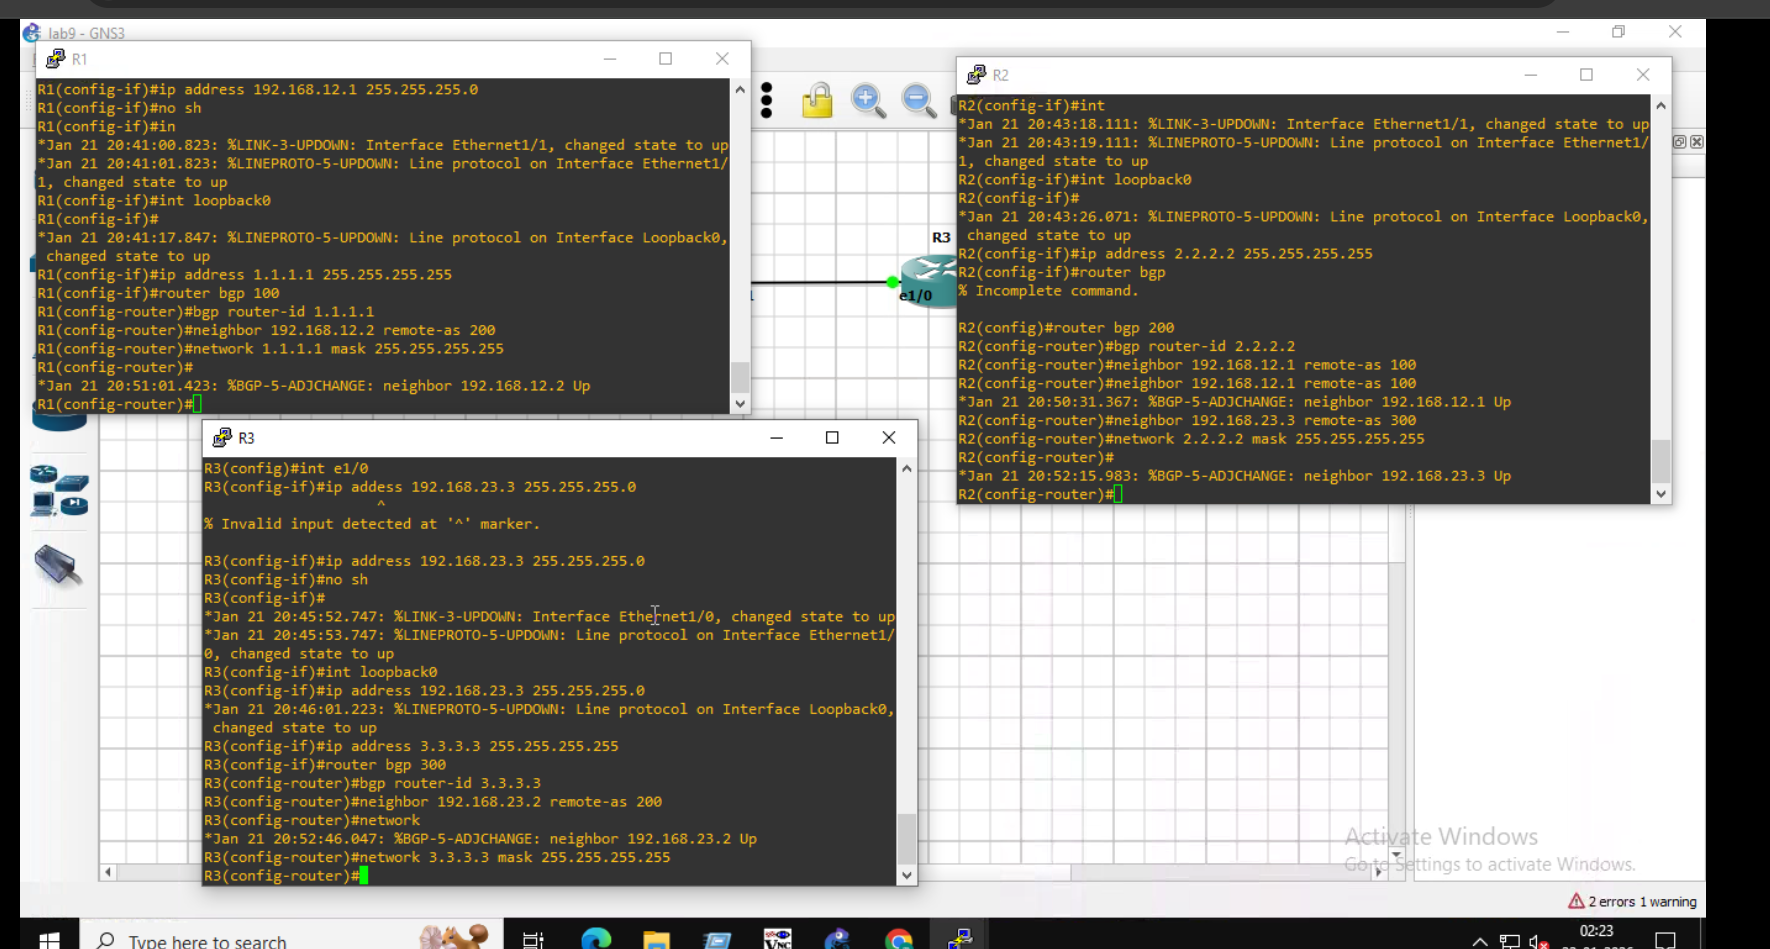 lab9 - GNS3
R1
R1(config-if)#ip address 192.168.12.1 255.255.255.0
R1(config-if)#no sh
R1(config-if)#in
*Jan 21 20:41:00.823: %LINK-3-UPDOWN: Interface Ethernet1/1, changed state to up
*Jan 21 20:41:01.823: %LINEPROTO-5-UPDOWN: Line protocol on Interface Ethernet1/
1, changed state to up
R1(config-if)#int loopback0
R1(config-if)#
*Jan 21 20:41:17.847: %LINEPROTO-5-UPDOWN: Line protocol on Interface Loopback0,
changed state to up
R1(config-if)#ip address 1.1.1.1 255.255.255.255
R1(config-if)#router bgp 100
R1(config-router)#bgp router-id 1.1.1.1
R1(config-router)#neighbor 192.168.12.2 remote-as 200
R1(config-router)#network 1.1.1.1 mask 255.255.255.255
R1(config-router)#
*Jan 21 20:51:01.423: %BGP-5-ADJCHANGE: neighbor 192.168.12.2 Up
R1(config-router)#
R2
R2(config-if)#int
*Jan 21 20:43:18.111: %LINK-3-UPDOWN: Interface Ethernet1/1, changed state to up
*Jan 21 20:43:19.111: %LINEPROTO-5-UPDOWN: Line protocol on Interface Ethernet1/
1, changed state to up
R2(config-if)#int loopback0
R2(config-if)#
*Jan 21 20:43:26.071: %LINEPROTO-5-UPDOWN: Line protocol on Interface Loopback0,
changed state to up
R2(config-if)#ip address 2.2.2.2 255.255.255.255
R2(config-if)#router bgp
% Incomplete command.
R2(config)#router bgp 200
R2(config-router)#bgp router-id 2.2.2.2
R2(config-router)#neighbor 192.168.12.1 remote-as 100
R2(config-router)#neighbor 192.168.12.1 remote-as 100
*Jan 21 20:50:31.367: %BGP-5-ADJCHANGE: neighbor 192.168.12.1 Up
R2(config-router)#neighbor 192.168.23.3 remote-as 300
R2(config-router)#network 2.2.2.2 mask 255.255.255.255
R2(config-router)#
*Jan 21 20:52:15.983: %BGP-5-ADJCHANGE: neighbor 192.168.23.3 Up
R2(config-router)#
R3
e1/0
R3
R3(config)#int e1/0
R3(config-if)#ip addess 192.168.23.3 255.255.255.0
^
% Invalid input detected at '^' marker.
R3(config-if)#ip address 192.168.23.3 255.255.255.0
R3(config-if)#no sh
R3(config-if)#
*Jan 21 20:45:52.747: %LINK-3-UPDOWN: Interface Ethernet1/0, changed state to up
*Jan 21 20:45:53.747: %LINEPROTO-5-UPDOWN: Line protocol on Interface Ethernet1/
0, changed state to up
R3(config-if)#int loopback0
R3(config-if)#ip address 192.168.23.3 255.255.255.0
*Jan 21 20:46:01.223: %LINEPROTO-5-UPDOWN: Line protocol on Interface Loopback0,
changed state to up
R3(config-if)#ip address 3.3.3.3 255.255.255.255
R3(config-if)#router bgp 300
R3(config-router)#bgp router-id 3.3.3.3
R3(config-router)#neighbor 192.168.23.2 remote-as 200
R3(config-router)#network
*Jan 21 20:52:46.047: %BGP-5-ADJCHANGE: neighbor 192.168.23.2 Up
R3(config-router)#network 3.3.3.3 mask 255.255.255.255
R3(config-router)#
Activate Windows
Go to Settings to activate Windows.
2 errors 1 warning
Type here to search
VNC
02:23